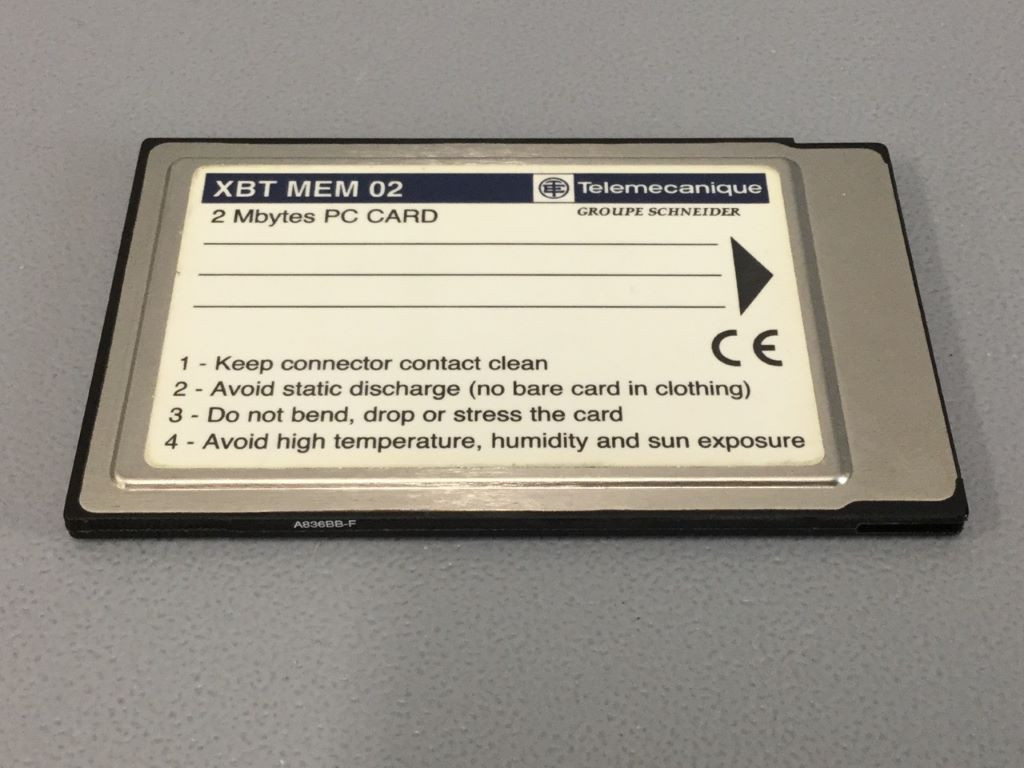 XBT MEM 02
Telemecanique
2 Mbytes PC CARD
GROUPE SCHNEIDER
CE
1 - Keep connector contact clean
2 - Avoid static discharge (no bare card in clothing)
3 - Do not bend, drop or stress the card
4 - Avoid high temperature, humidity and sun exposure
A836BB-F